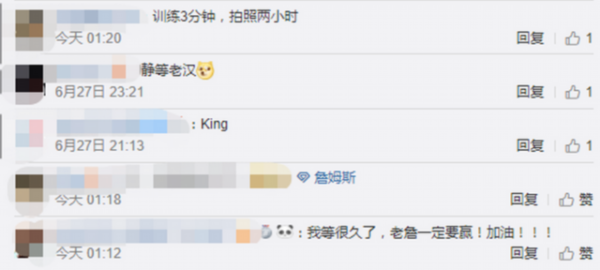 训练3分钟，拍照两小时
今天 01:20 回复 1
静等老汉
6月27日 23:21 回复 1
：King
6月27日 21:13 回复 1
詹姆斯
今天 01:18 回复 赞
：我等很久了，老詹一定要赢！加油！！！
今天 01:12 回复 赞